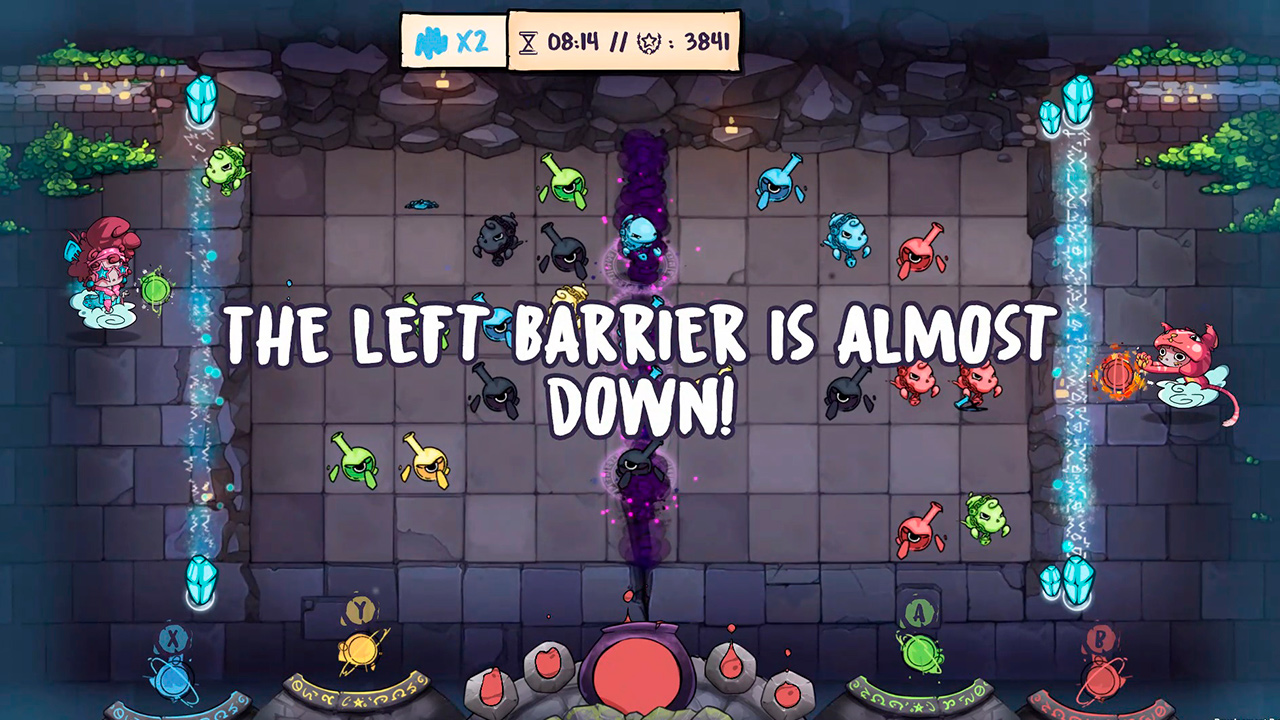 X2
08:14 // : 3841
THE LEFT BARRIER IS ALMOST
DOWN!
X
Y
A
B